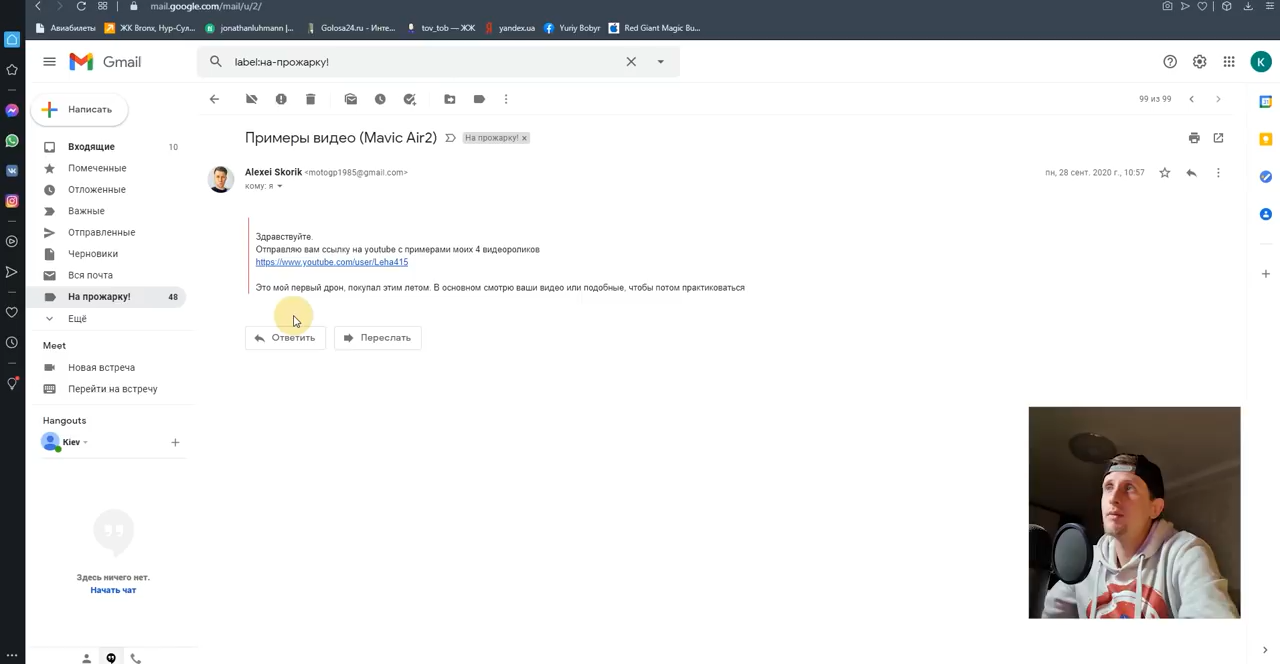 mail.google.com/mail/u/2/
Авиабилеты
ЖК Bronx, Нур-Сул...
jonathanluhmann |...
Golosa24.ru - Инте...
tov_tob — ЖЖ
yandex.ua
Yuriy Bobyr
Red Giant Magic Bu...
Gmail
label:на-прожарку!
K
Написать
99 из 99
Примеры видео (Mavic Air2)
На прожарку! x
Входящие 10
Помеченные
Отложенные
Важные
Отправленные
Черновики
Вся почта
На прожарку! 48
Ещё
Alexei Skorik <motogp1985@gmail.com>
кому: я
пн, 28 сент. 2020 г., 10:57
Здравствуйте.
Отправляю вам ссылку на youtube с примерами моих 4 видеороликов
https://www.youtube.com/user/Leha415
Это мой первый дрон, покупал этим летом. В основном смотрю ваши видео или подобные, чтобы потом практиковаться
Ответить
Переслать
Meet
Новая встреча
Перейти на встречу
Hangouts
Kiev
Здесь ничего нет.
Начать чат